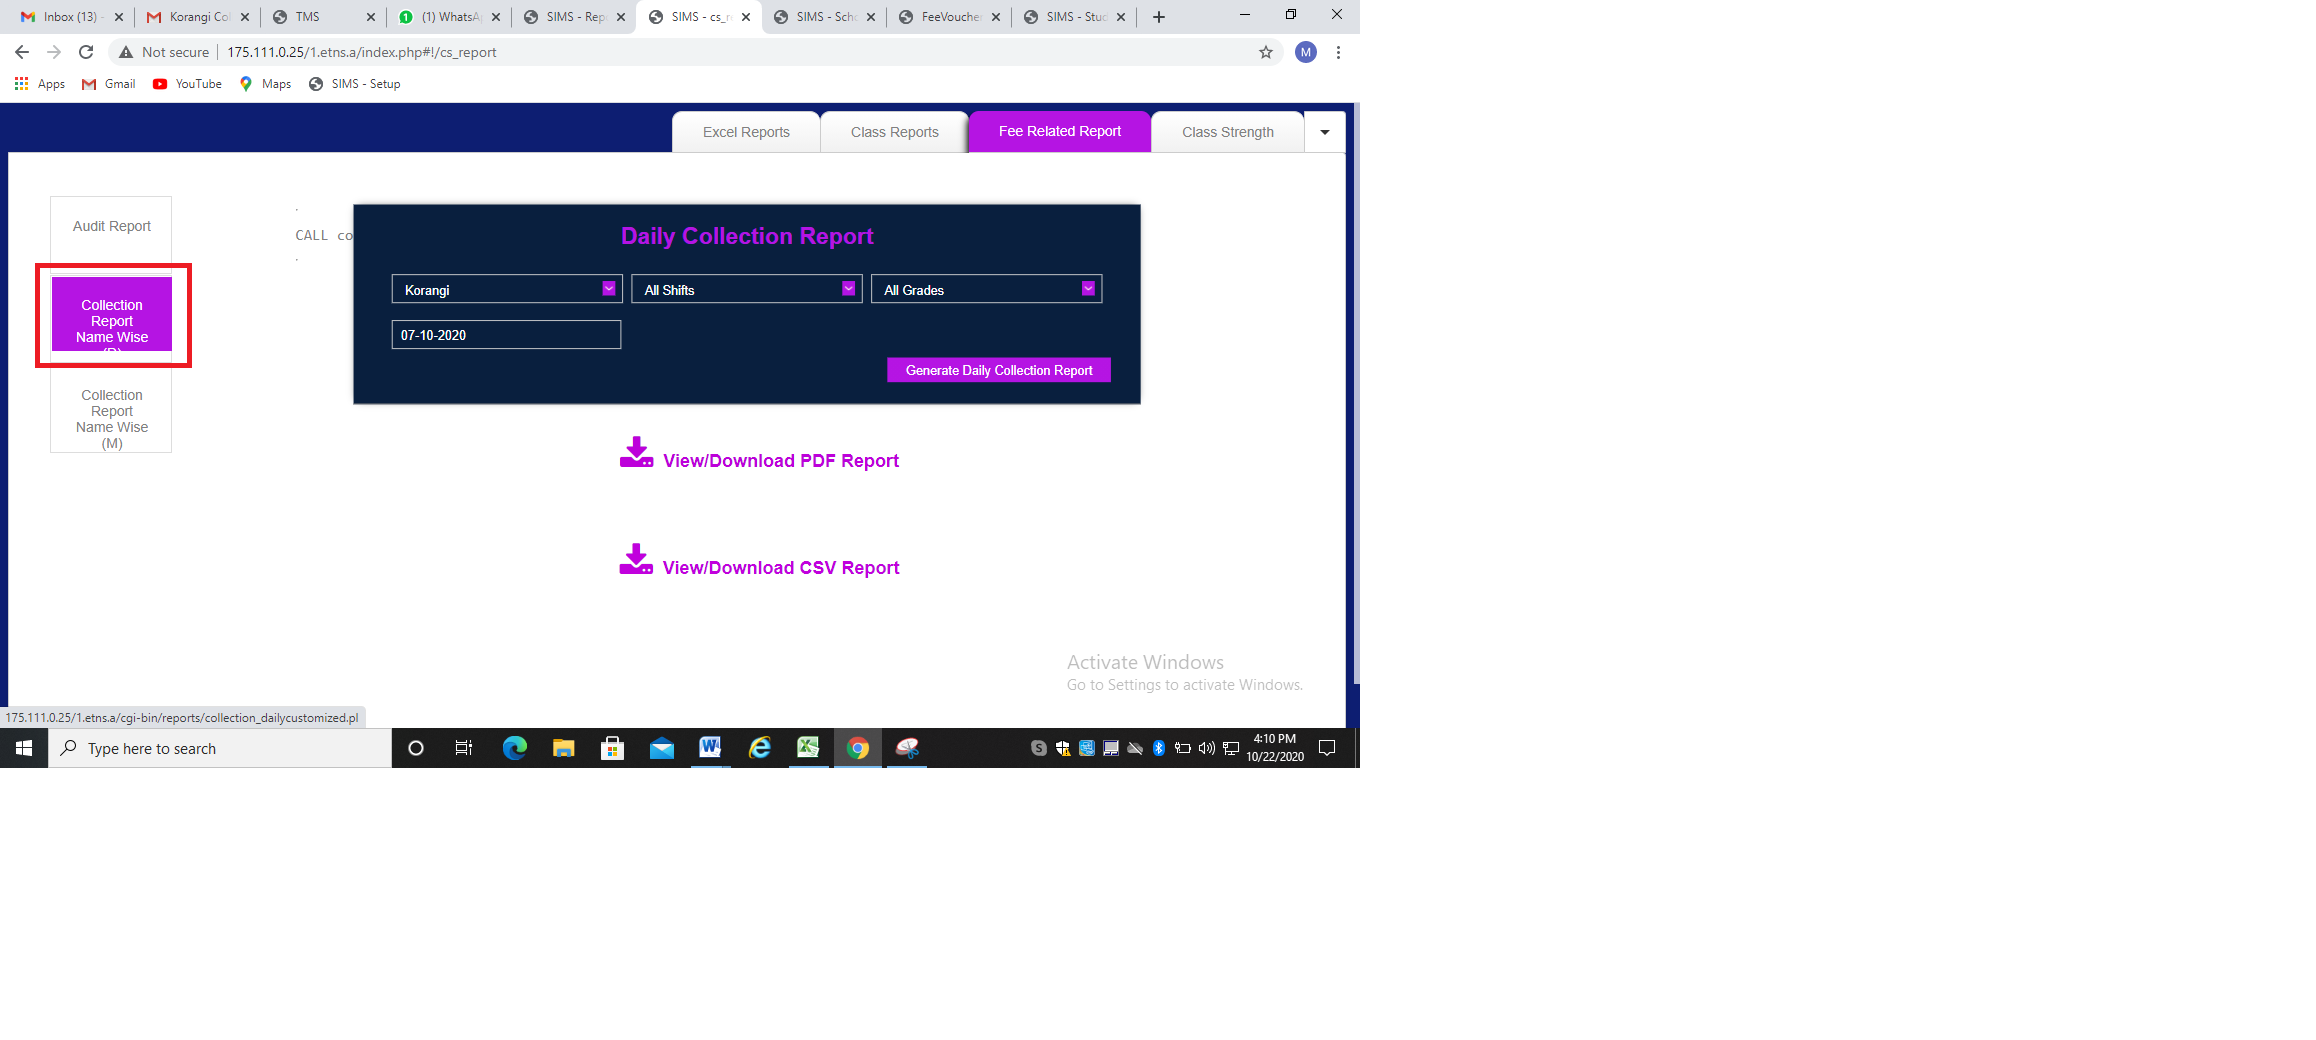 Inbox (13) -
Korangi Col
TMS
(1) WhatsA
SIMS - Rep
SIMS - cs_r
SIMS - Scho
FeeVoucher
SIMS - Stud
Not secure
175.111.0.25/1.etns.a/index.php#!/cs_report
M
Apps
Gmail
YouTube
Maps
SIMS - Setup
Excel Reports
Class Reports
Fee Related Report
Class Strength
Audit Report
Collection
Report
Name Wise
Collection
Report
Name Wise
(M)
.
CALL co
.
Daily Collection Report
Korangi
All Shifts
All Grades
07-10-2020
Generate Daily Collection Report
View/Download PDF Report
View/Download CSV Report
Activate Windows
Go to Settings to activate Windows.
175.111.0.25/1.etns.a/cgi-bin/reports/collection_dailycustomized.pl
Type here to search
4:10 PM
10/22/2020